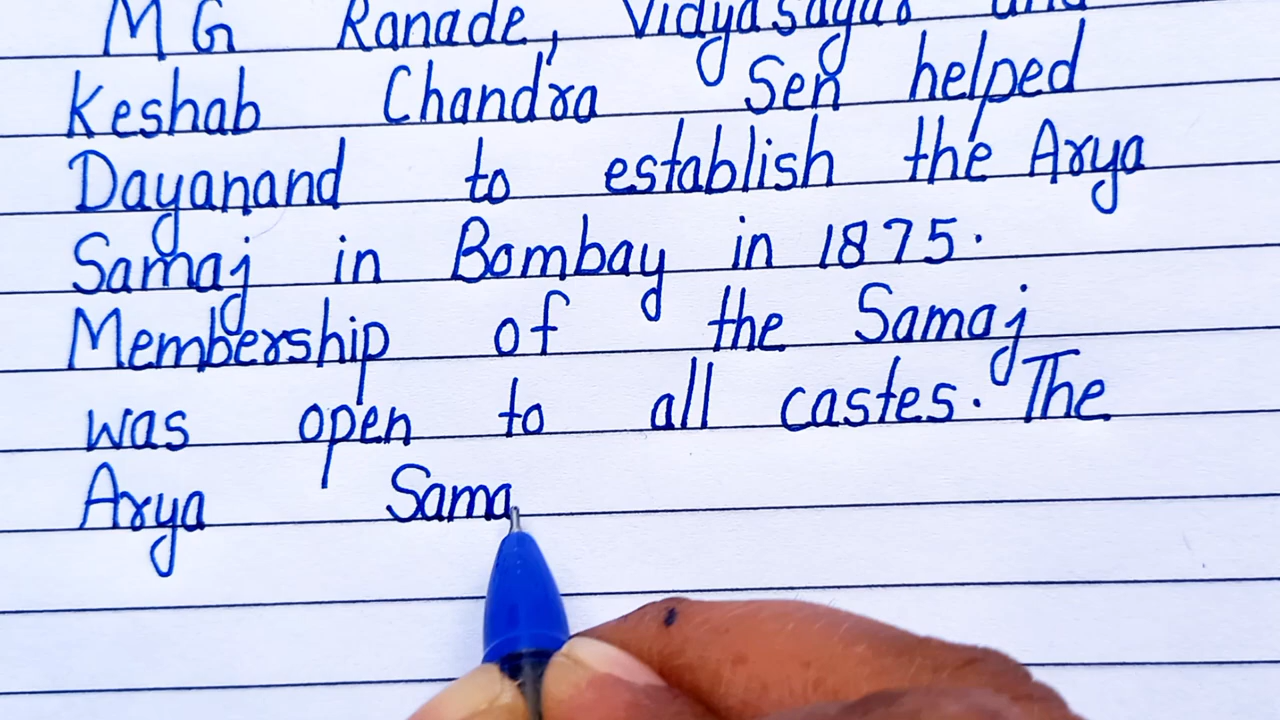 MG Ranade, Vidyasagar and
Keshab Chandra Sen helped
Dayanand to establish the Arya
Samaj in Bombay in 1875.
Membership of the Samaj
was open to all castes. The
Arya Sama